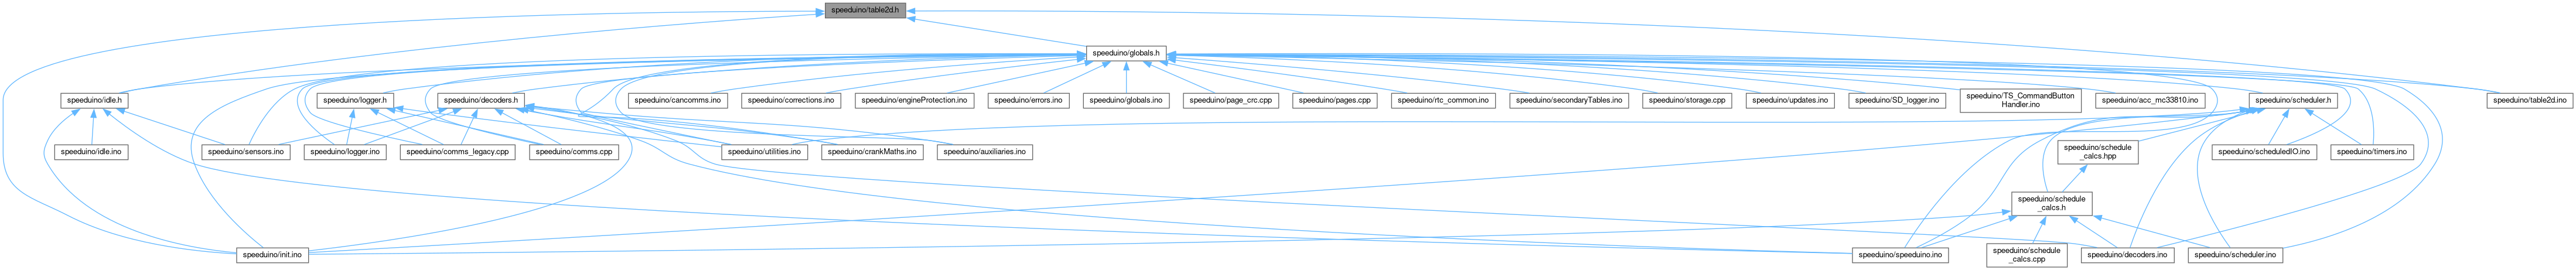 speeduino/table2d.h
speeduino/globals.h
speeduino/idle.h
speeduino/logger.h
speeduino/decoders.h
speeduino/cancomms.ino
speeduino/corrections.ino
speeduino/engineProtection.ino
speeduino/errors.ino
speeduino/globals.ino
speeduino/page_crc.cpp
speeduino/pages.cpp
speeduino/rtc_common.ino
speeduino/secondaryTables.ino
speeduino/storage.cpp
speeduino/updates.ino
speeduino/SD_logger.ino
speeduino/TS_CommandButton
Handler.ino
speeduino/acc_mc33810.ino
speeduino/scheduler.h
speeduino/table2d.ino
speeduino/idle.ino
speeduino/sensors.ino
speeduino/logger.ino
speeduino/comms_legacy.cpp
speeduino/comms.cpp
speeduino/utilities.ino
speeduino/crankMaths.ino
speeduino/auxiliaries.ino
speeduino/schedule
_calcs.hpp
speeduino/scheduledIO.ino
speeduino/timers.ino
speeduino/schedule
_calcs.h
speeduino/init.ino
speeduino/speeduino.ino
speeduino/schedule
_calcs.cpp
speeduino/decoders.ino
speeduino/scheduler.ino